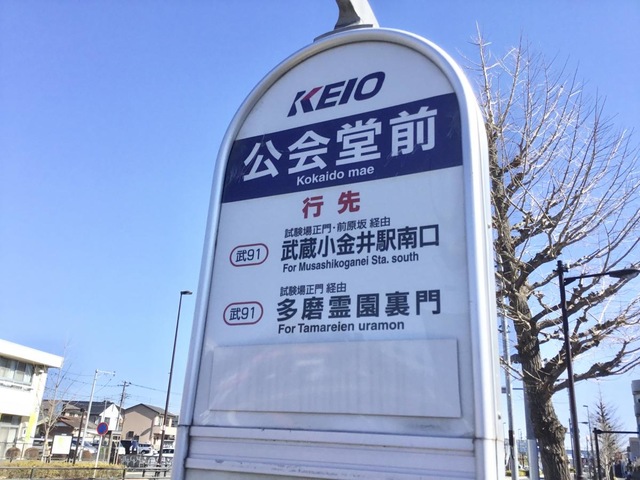 KEIO
公会堂前
Kokaido mae
行先
試験場正門・前原坂 経由
武91 武蔵小金井駅南口
For Musashikoganei Sta. south
試験場正門 経由
武91 多磨霊園裏門
For Tamareien uramon